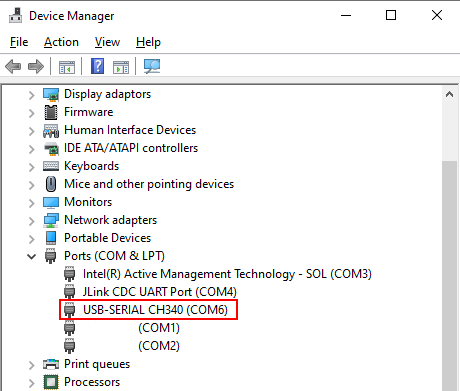 Device Manager
File Action View Help
Display adaptors
Firmware
Human Interface Devices
IDE ATA/ATAPI controllers
Keyboards
Mice and other pointing devices
Monitors
Network adapters
Portable Devices
Ports (COM & LPT)
Intel(R) Active Management Technology - SOL (COM3)
JLink CDC UART Port (COM4)
USB-SERIAL CH340 (COM6)
(COM1)
(COM2)
Print queues
Processors